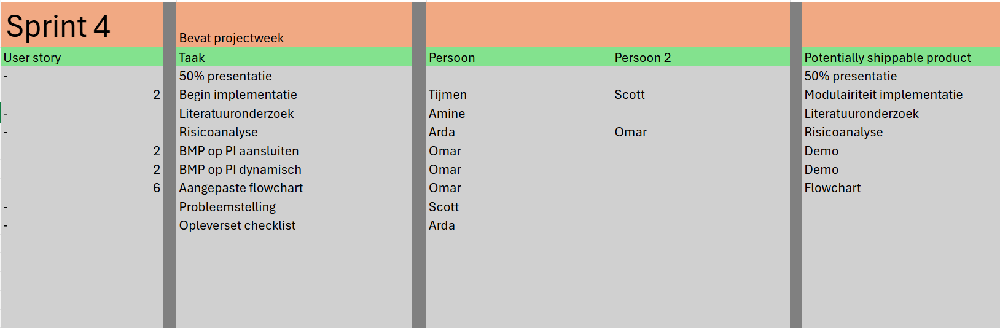 Sprint 4 Bevat projectweek
User story Taak Persoon Persoon 2 Potentially shippable product
- 50% presentatie 50% presentatie
2 Begin implementatie Tijmen Scott Modulairiteit implementatie
- Literatuuronderzoek Amine Literatuuronderzoek
- Risicoanalyse Arda Omar Risicoanalyse
2 BMP op PI aansluiten Omar Demo
2 BMP op PI dynamisch Omar Demo
6 Aangepaste flowchart Omar Flowchart
- Probleemstelling Scott
- Opleverset checklist Arda